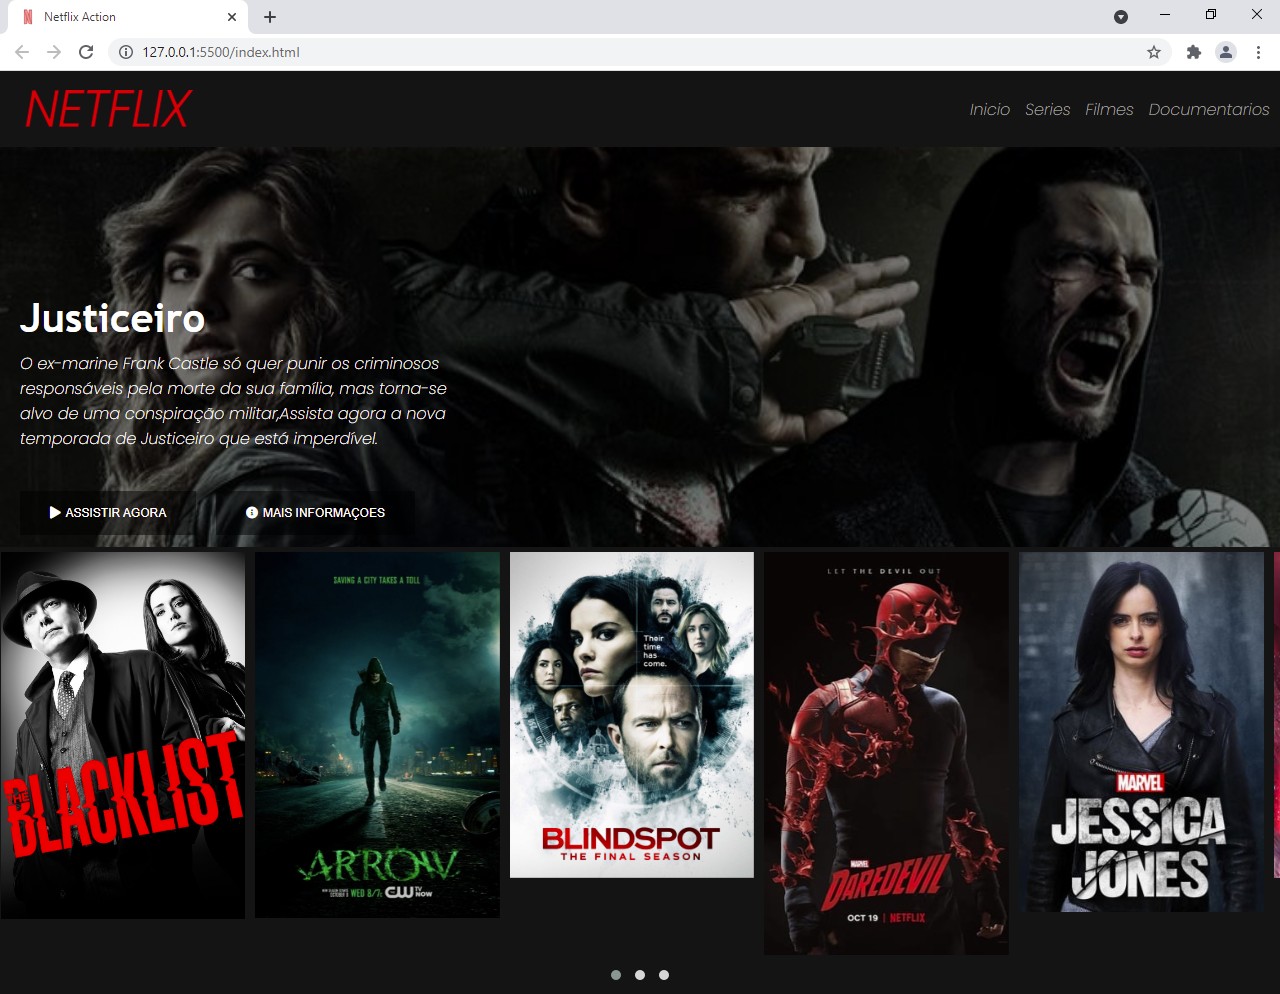 Netflix Action
127.0.0.1:5500/index.html
NETFLIX
Inicio Series Filmes Documentarios
Justiceiro
O ex-marine Frank Castle só quer punir os criminosos
responsáveis pela morte da sua família, mas torna-se
alvo de uma conspiração militar,Assista agora a nova
temporada de Justiceiro que está imperdível.
ASSISTIR AGORA
MAIS INFORMAÇOES
THE
BLACKLIST
SAVING A CITY TAKES A TOLL
ARROW
WED 8/7c CW TV NOW
Their
time
has
come.
BLINDSPOT
THE FINAL SEASON
LET THE DEVIL OUT
MARVEL
DAREDEVIL
OCT 19 | NETFLIX
MARVEL
JESSICA
JONES